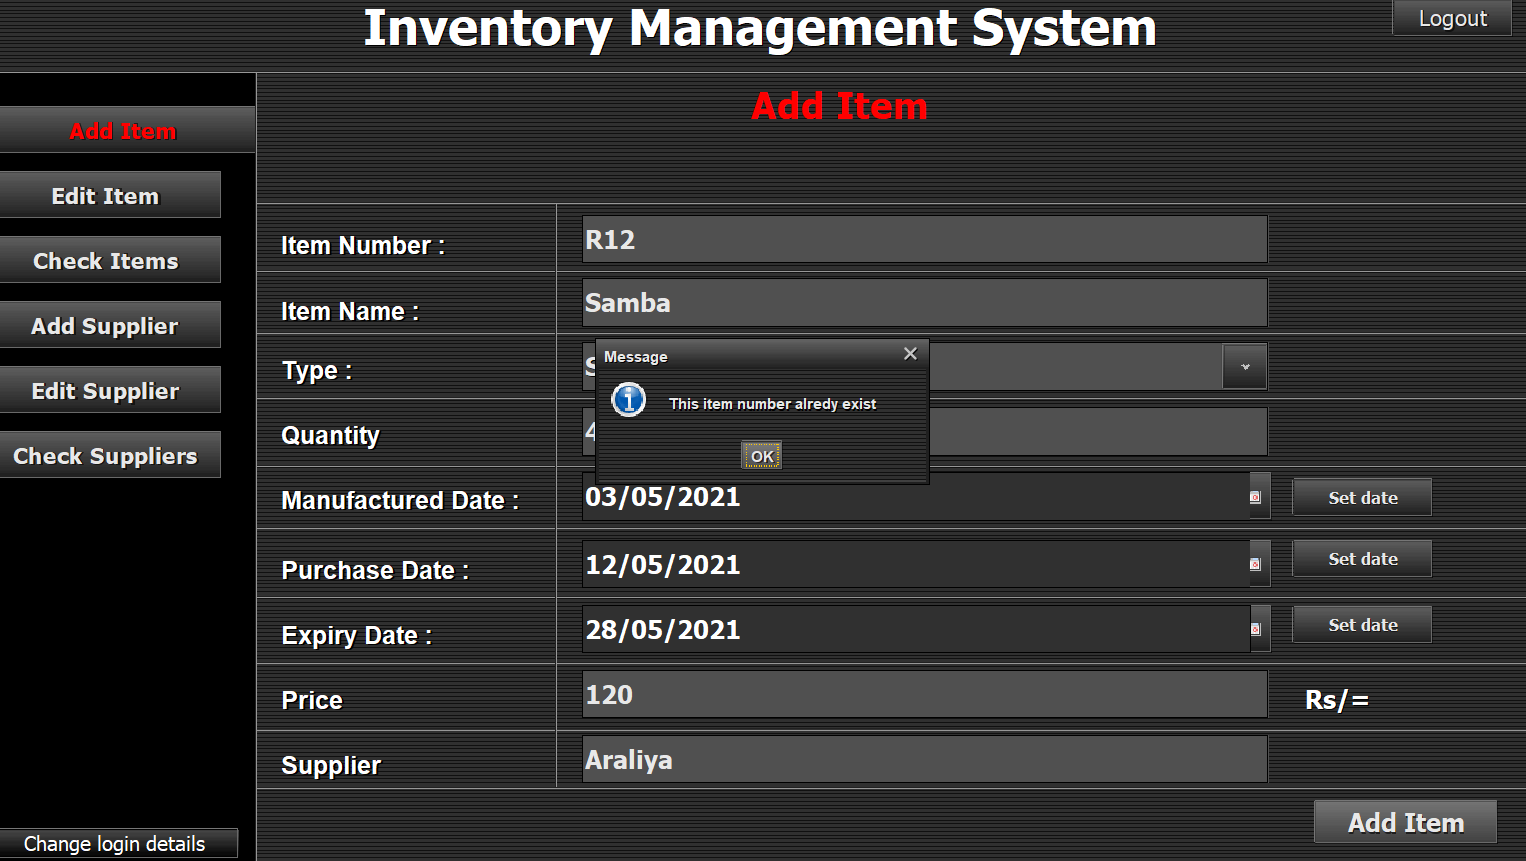 Inventory Management System
Logout
Add Item
Add Item
Edit Item
Check Items
Add Supplier
Edit Supplier
Check Suppliers
Change login details
Item Number :
R12
Item Name :
Samba
Type :
Quantity
Message
This item number alredy exist
OK
Manufactured Date :
03/05/2021
Set date
Purchase Date :
12/05/2021
Set date
Expiry Date :
28/05/2021
Set date
Price
120
Rs/=
Supplier
Araliya
Add Item